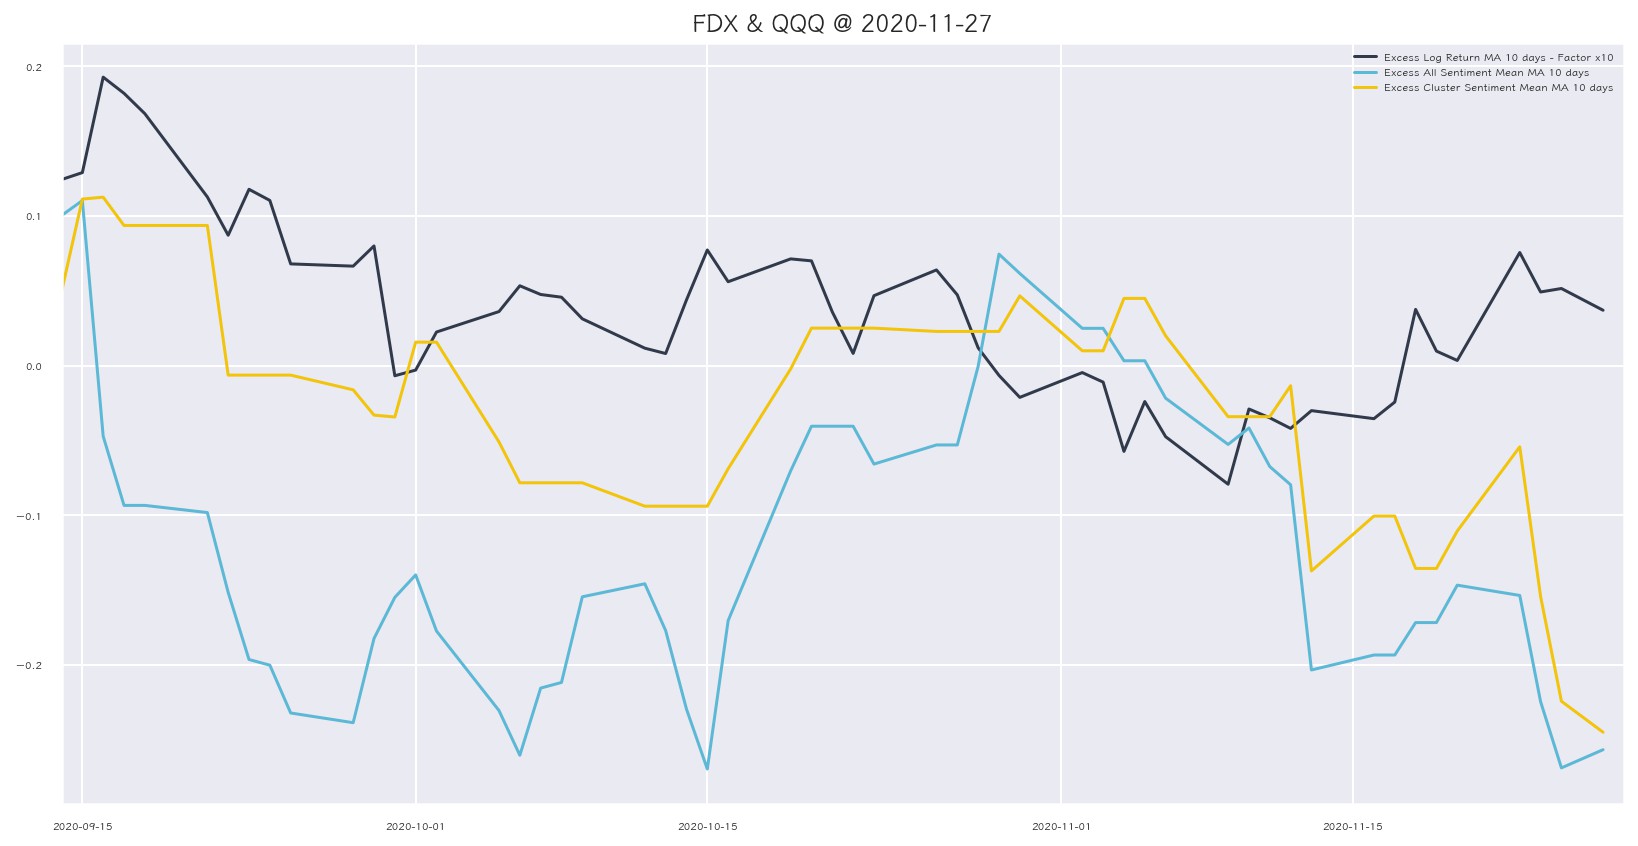 FDX & QQQ @ 2020-11-27
Excess Log Return MA 10 days - Factor x10
Excess All Sentiment Mean MA 10 days
Excess Cluster Sentiment Mean MA 10 days
0.2
0.1
0.0
−0.1
−0.2
2020-09-15
2020-10-01
2020-10-15
2020-11-01
2020-11-15